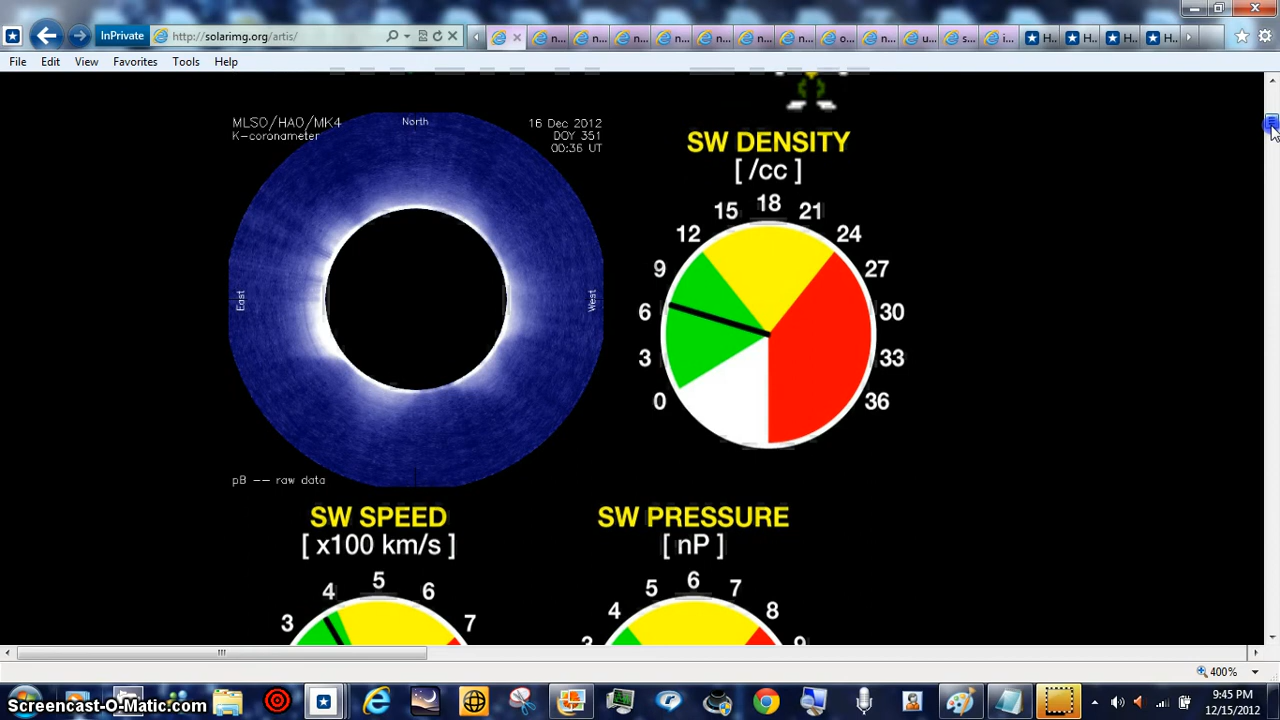 InPrivate
http://solarimg.org/artis/
n...
n...
n...
n...
n...
n...
n...
o...
n...
u...
s...
i...
H...
H...
H...
H...
File Edit View Favorites Tools Help
MLSO/HAO/MK4
K-coronameter
North
16 Dec 2012
DOY 351
00:36 UT
East
West
pB -- raw data
SW DENSITY
[ /cc ]
0
3
6
9
12
15
18
21
24
27
30
33
36
SW SPEED
[ x100 km/s ]
3
4
5
6
7
SW PRESSURE
[ nP ]
4
5
6
7
8
400%
Screencast-O-Matic.com
9:45 PM
12/15/2012